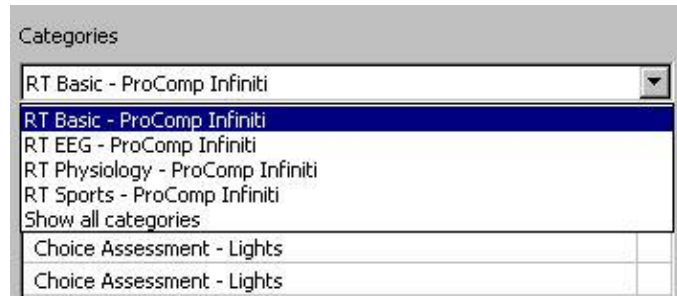 Categories
RT Basic - ProComp Infiniti
RT Basic - ProComp Infiniti
RT EEG - ProComp Infiniti
RT Physiology - ProComp Infiniti
RT Sports - ProComp Infiniti
Show all categories
Choice Assessment - Lights
Choice Assessment - Lights